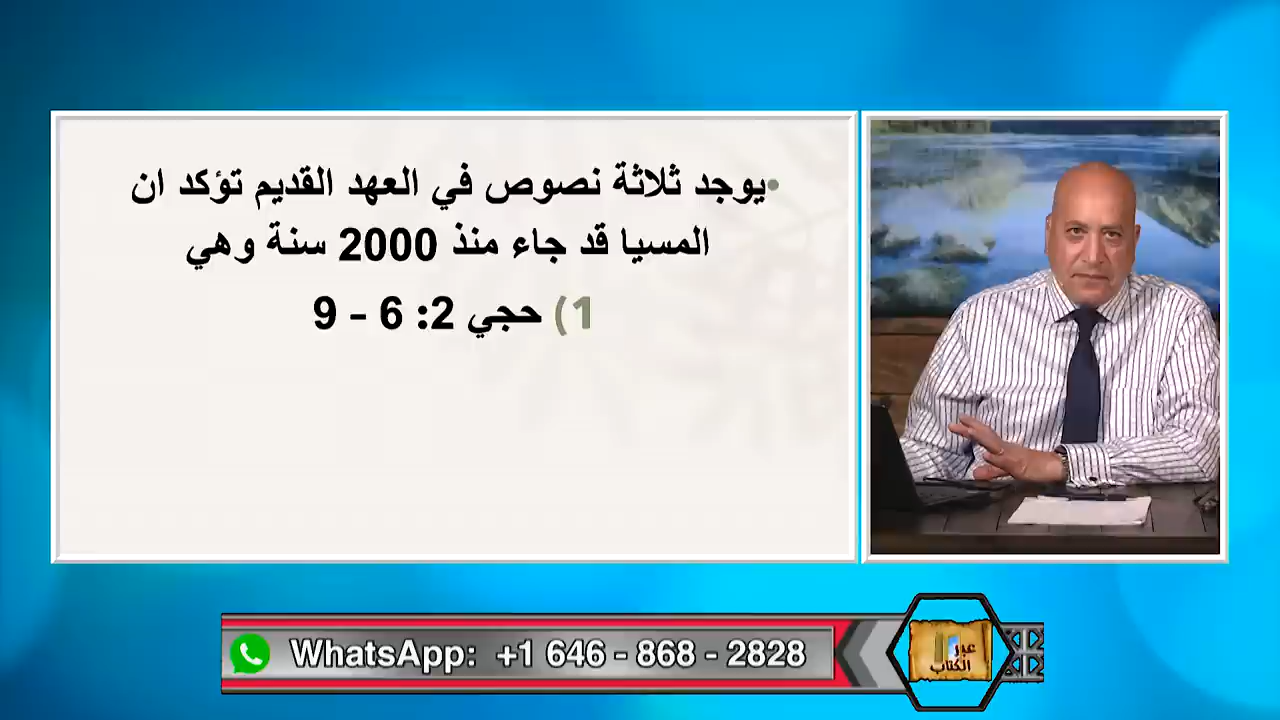 •يوجد ثلاثة نصوص في العهد القديم تؤكد ان
المسيا قد جاء منذ 2000 سنة وهي
1) حجي 2: 6 - 9
WhatsApp: +1 646 - 868 - 2828
عبر
الكتاب